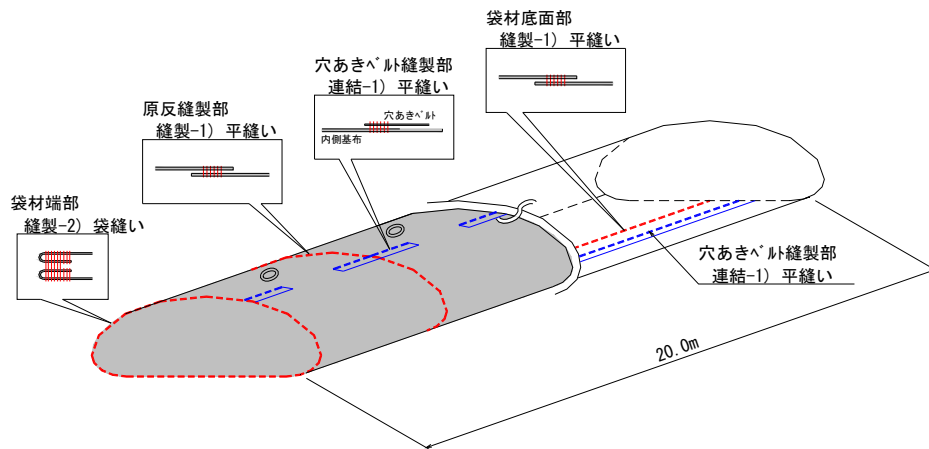 袋材底面部
縫製-1) 平縫い
穴あきﾍﾞﾙﾄ縫製部
連結-1) 平縫い
穴あきﾍﾞﾙﾄ
内側基布
原反縫製部
縫製-1) 平縫い
袋材端部
縫製-2) 袋縫い
穴あきﾍﾞﾙﾄ縫製部
連結-1) 平縫い
20.0m